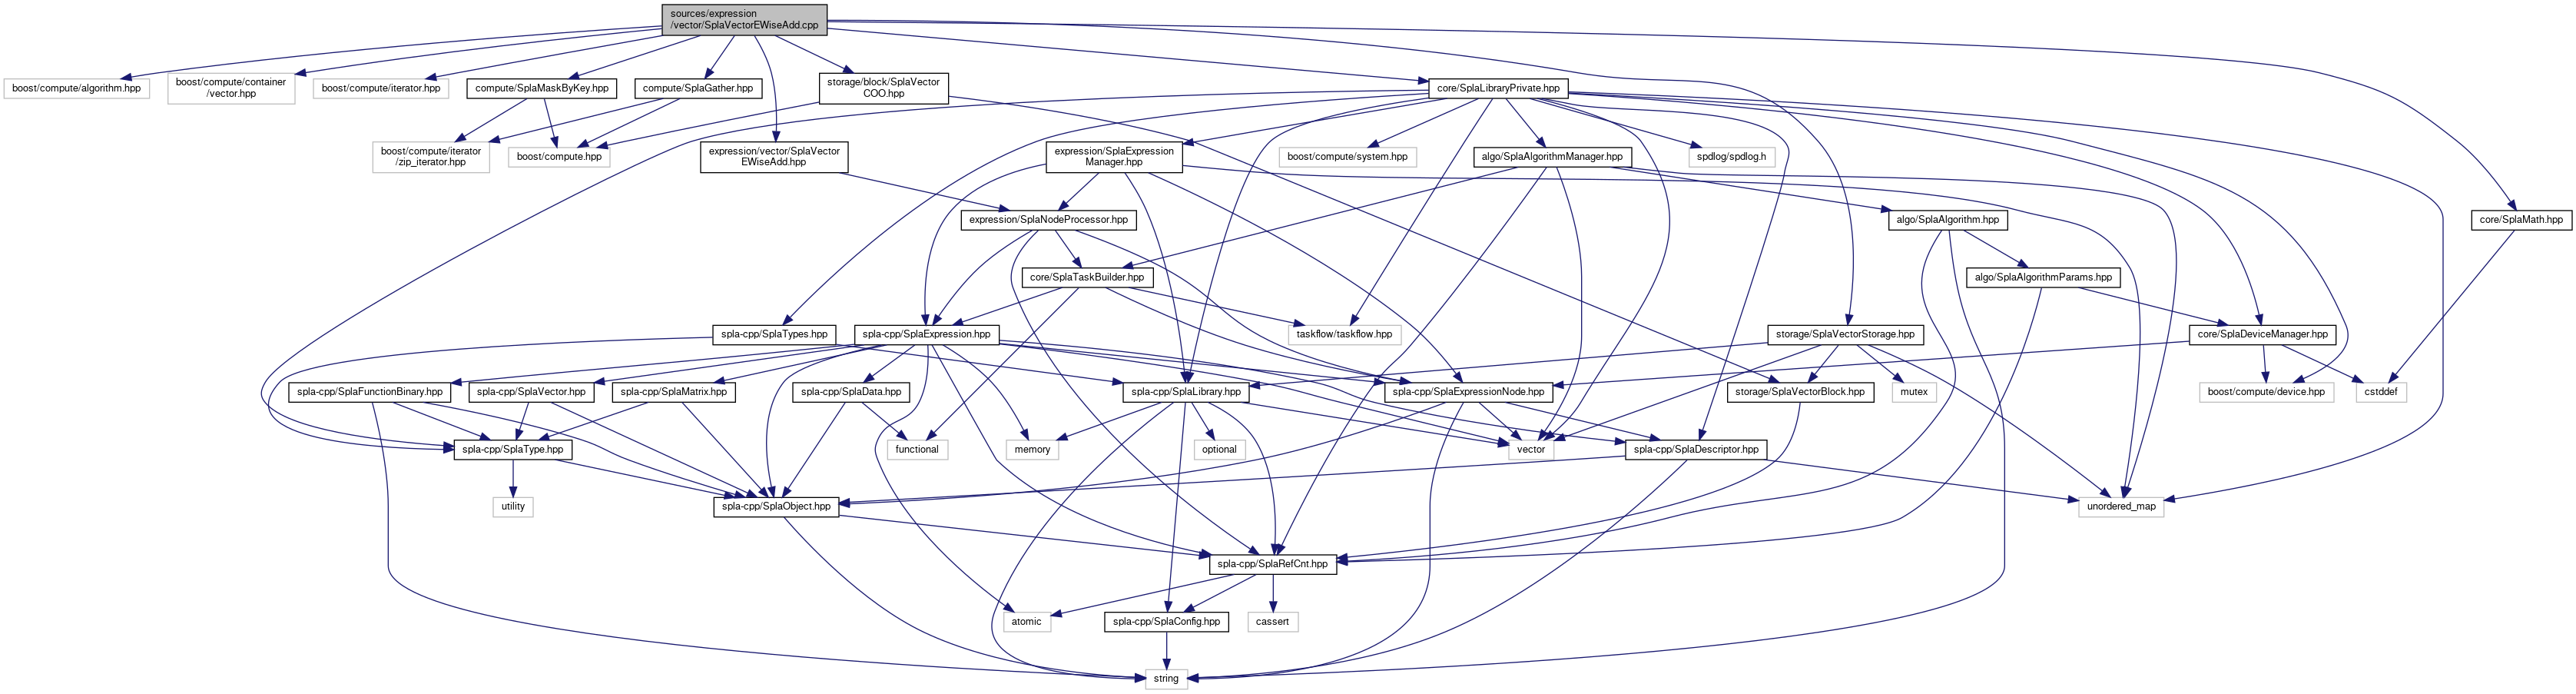 sources/expression
/vector/SplaVectorEWiseAdd.cpp
boost/compute/algorithm.hpp
boost/compute/container
/vector.hpp
boost/compute/iterator.hpp
compute/SplaMaskByKey.hpp
compute/SplaGather.hpp
storage/block/SplaVector
COO.hpp
core/SplaLibraryPrivate.hpp
boost/compute/iterator
/zip_iterator.hpp
boost/compute.hpp
expression/vector/SplaVector
EWiseAdd.hpp
expression/SplaExpression
Manager.hpp
boost/compute/system.hpp
algo/SplaAlgorithmManager.hpp
spdlog/spdlog.h
expression/SplaNodeProcessor.hpp
algo/SplaAlgorithm.hpp
core/SplaMath.hpp
core/SplaTaskBuilder.hpp
algo/SplaAlgorithmParams.hpp
spla-cpp/SplaTypes.hpp
spla-cpp/SplaExpression.hpp
taskflow/taskflow.hpp
storage/SplaVectorStorage.hpp
core/SplaDeviceManager.hpp
spla-cpp/SplaFunctionBinary.hpp
spla-cpp/SplaVector.hpp
spla-cpp/SplaMatrix.hpp
spla-cpp/SplaData.hpp
spla-cpp/SplaLibrary.hpp
spla-cpp/SplaExpressionNode.hpp
storage/SplaVectorBlock.hpp
mutex
boost/compute/device.hpp
cstddef
spla-cpp/SplaType.hpp
functional
memory
optional
vector
spla-cpp/SplaDescriptor.hpp
utility
spla-cpp/SplaObject.hpp
unordered_map
spla-cpp/SplaRefCnt.hpp
atomic
spla-cpp/SplaConfig.hpp
cassert
string